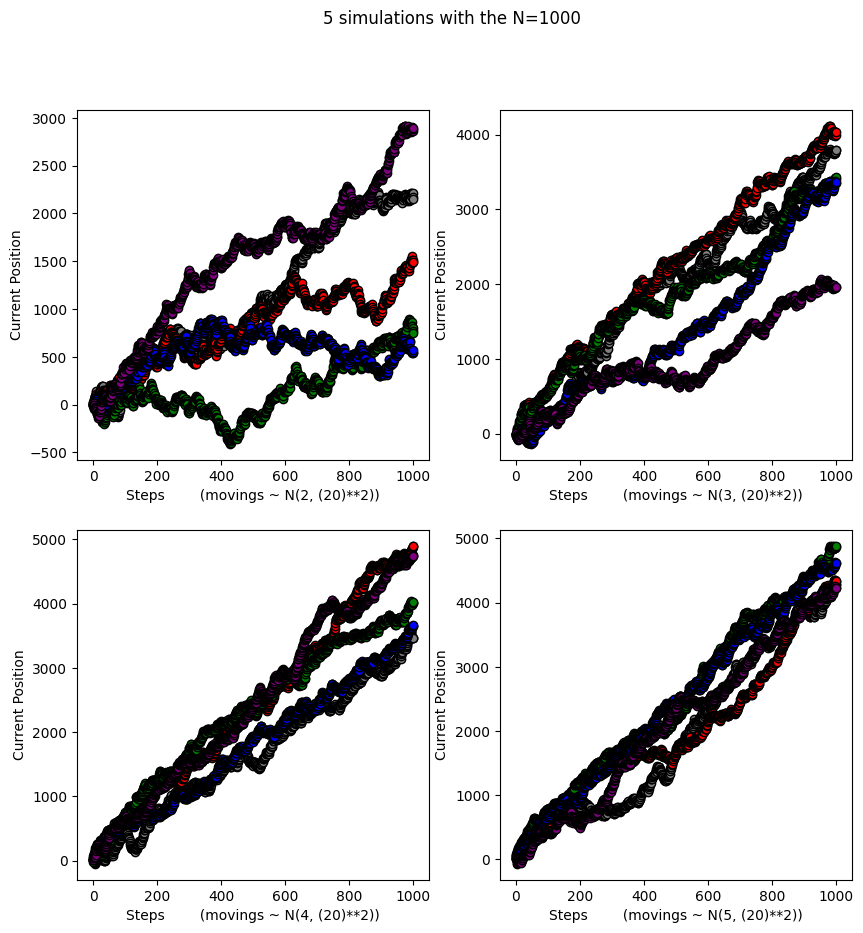 5 simulations with the N=1000
3000
2500
2000
1500
1000
500
0
−500
Current Position
0 200 400 600 800 1000
Steps (movings ~ N(2, (20)**2))
4000
3000
2000
1000
0
Current Position
0 200 400 600 800 1000
Steps (movings ~ N(3, (20)**2))
5000
4000
3000
2000
1000
0
Current Position
0 200 400 600 800 1000
Steps (movings ~ N(4, (20)**2))
5000
4000
3000
2000
1000
0
Current Position
0 200 400 600 800 1000
Steps (movings ~ N(5, (20)**2))